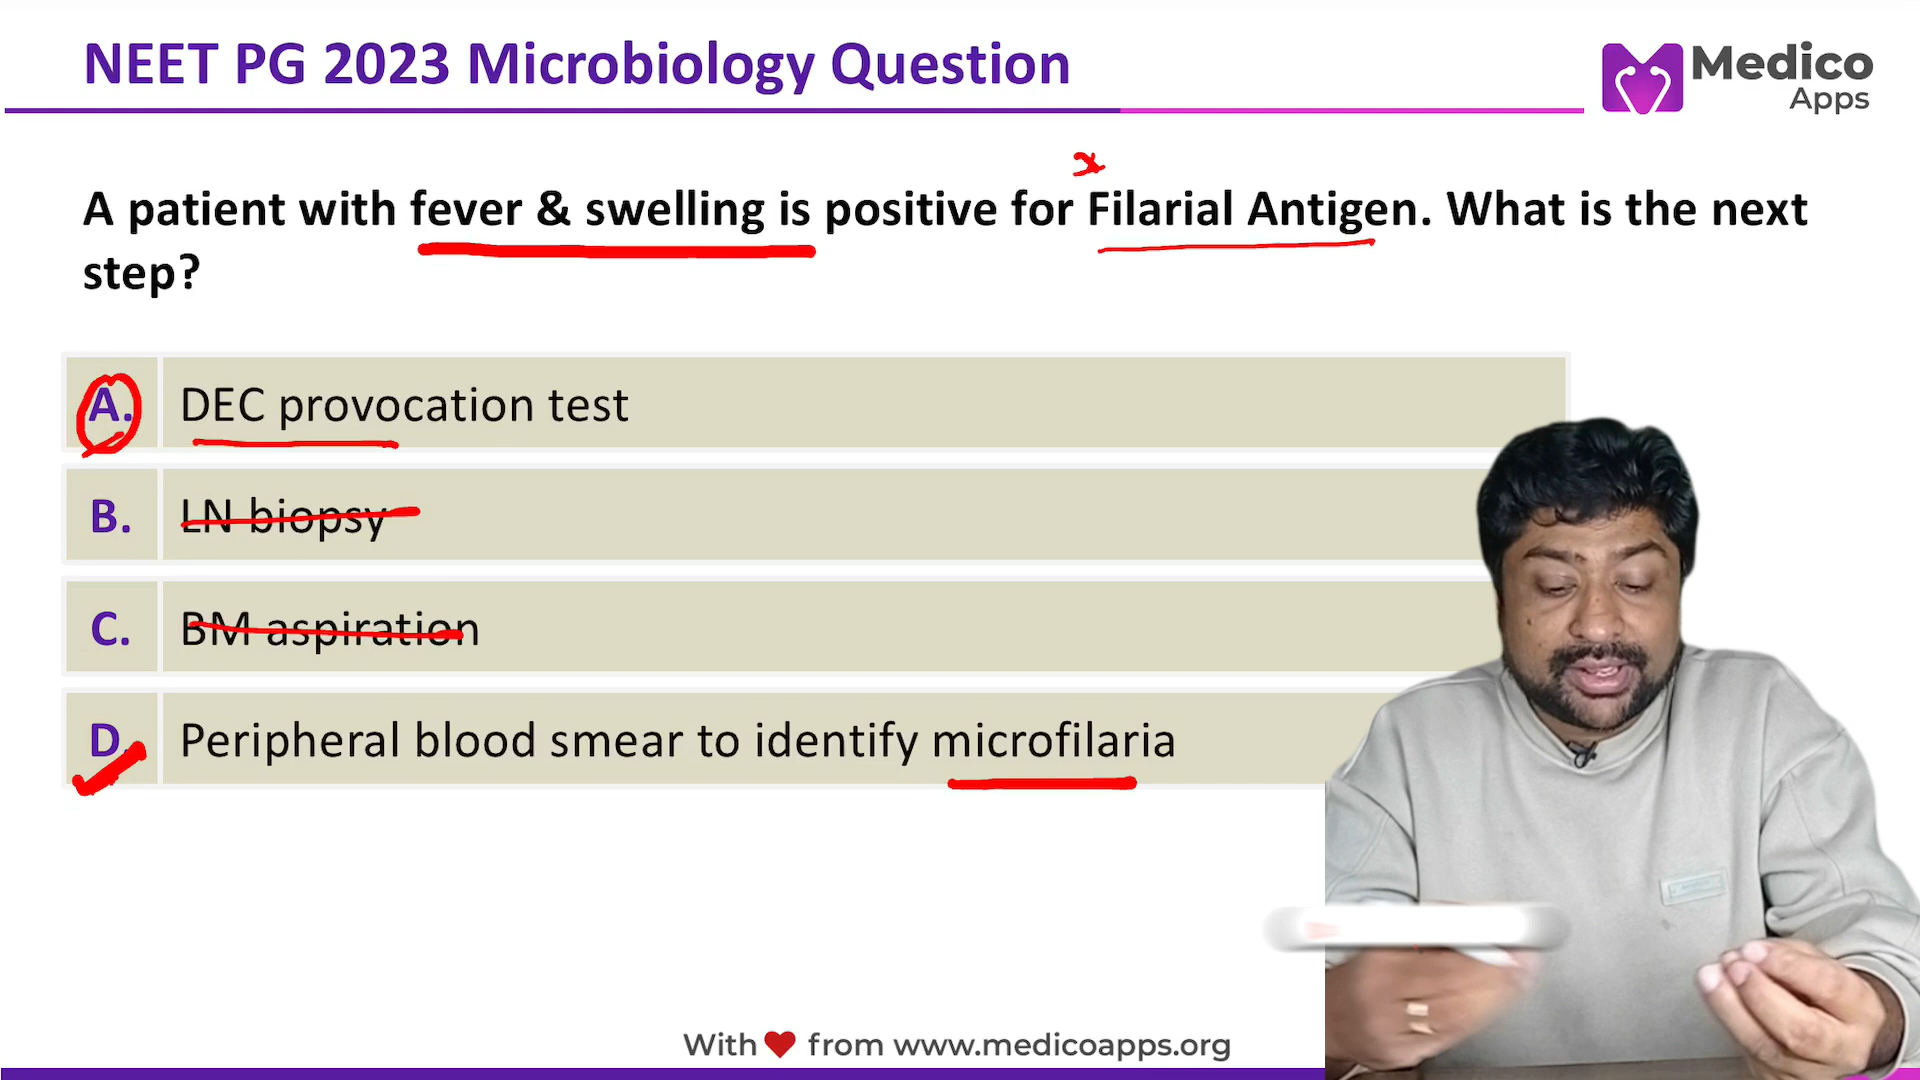 NEET PG 2023 Microbiology Question
Medico
Apps
A patient with fever & swelling is positive for Filarial Antigen. What is the next
step?
A. DEC provocation test
B. LN biopsy
C. BM aspiration
D. Peripheral blood smear to identify microfilaria
With from www.medicoapps.org